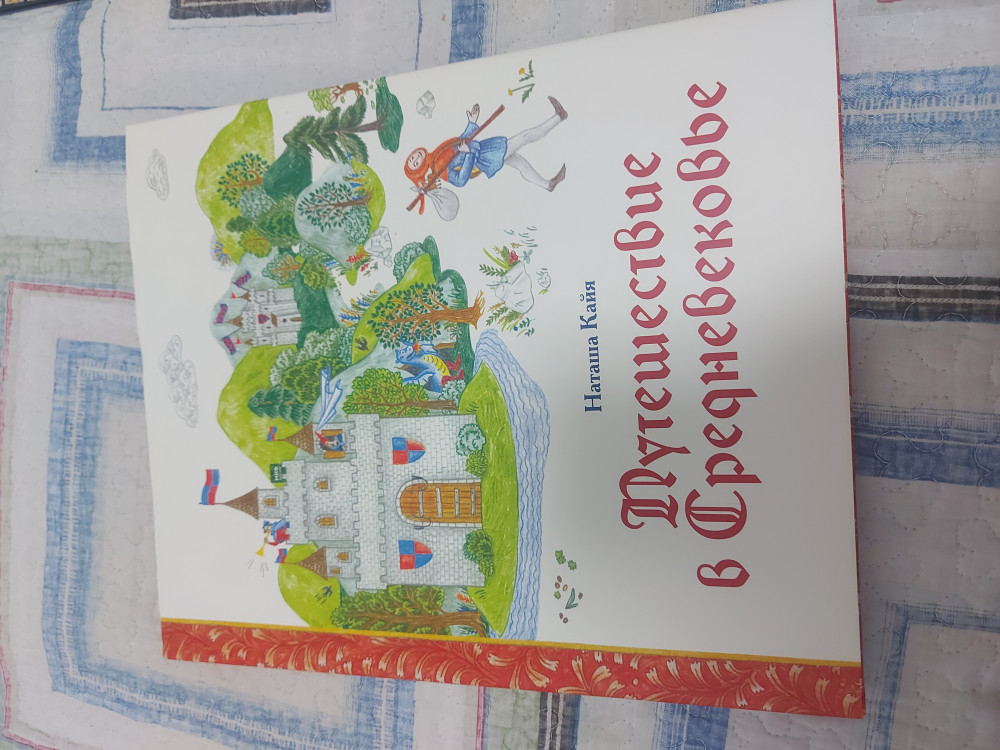 Наташа Кайя
Путешествие
в Средневековье